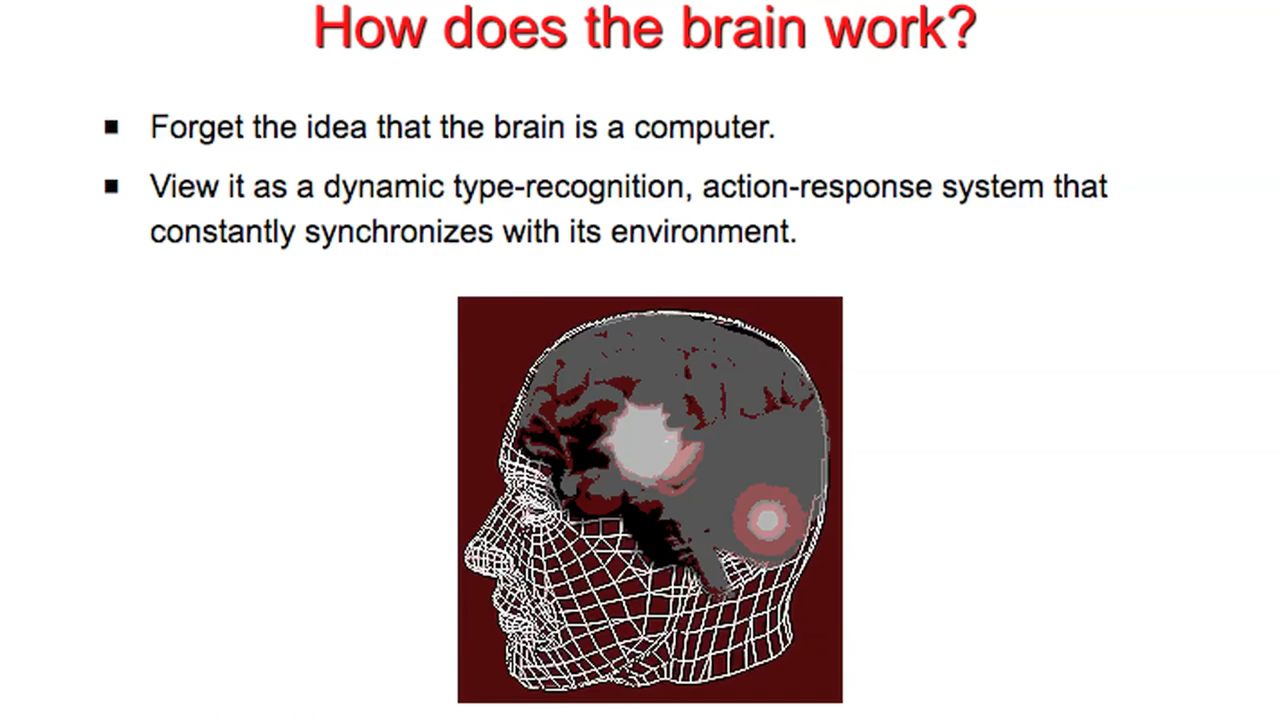 How does the brain work?
▪ Forget the idea that the brain is a computer.
▪ View it as a dynamic type-recognition, action-response system that
constantly synchronizes with its environment.